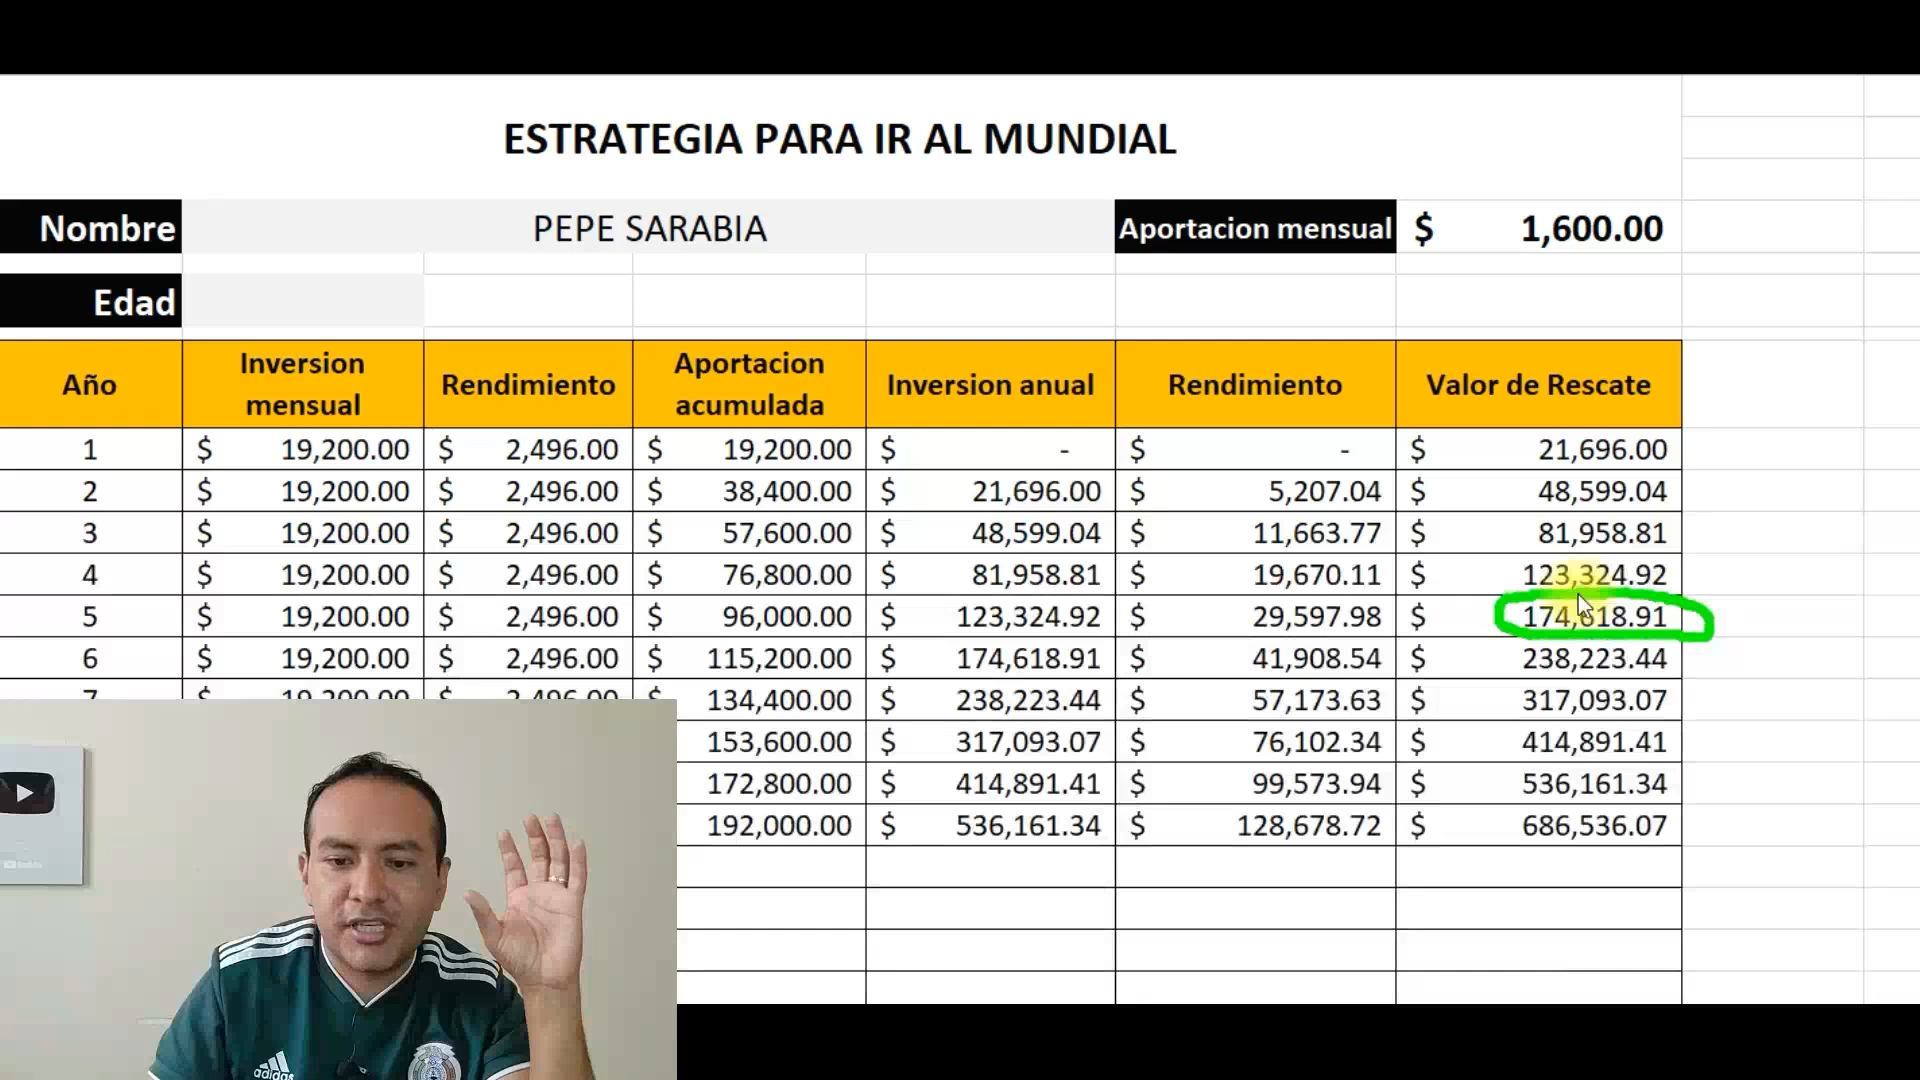 ESTRATEGIA PARA IR AL MUNDIAL
Nombre PEPE SARABIA Aportacion mensual $ 1,600.00
Edad
Año Inversion mensual Rendimiento Aportacion acumulada Inversion anual Rendimiento Valor de Rescate
1 $ 19,200.00 $ 2,496.00 $ 19,200.00 $ - $ - $ 21,696.00
2 $ 19,200.00 $ 2,496.00 $ 38,400.00 $ 21,696.00 $ 5,207.04 $ 48,599.04
3 $ 19,200.00 $ 2,496.00 $ 57,600.00 $ 48,599.04 $ 11,663.77 $ 81,958.81
4 $ 19,200.00 $ 2,496.00 $ 76,800.00 $ 81,958.81 $ 19,670.11 $ 123,324.92
5 $ 19,200.00 $ 2,496.00 $ 96,000.00 $ 123,324.92 $ 29,597.98 $ 174,618.91
6 $ 19,200.00 $ 2,496.00 $ 115,200.00 $ 174,618.91 $ 41,908.54 $ 238,223.44
7 $ 19,200.00 $ 2,496.00 $ 134,400.00 $ 238,223.44 $ 57,173.63 $ 317,093.07
153,600.00 $ 317,093.07 $ 76,102.34 $ 414,891.41
172,800.00 $ 414,891.41 $ 99,573.94 $ 536,161.34
192,000.00 $ 536,161.34 $ 128,678.72 $ 686,536.07
adidas